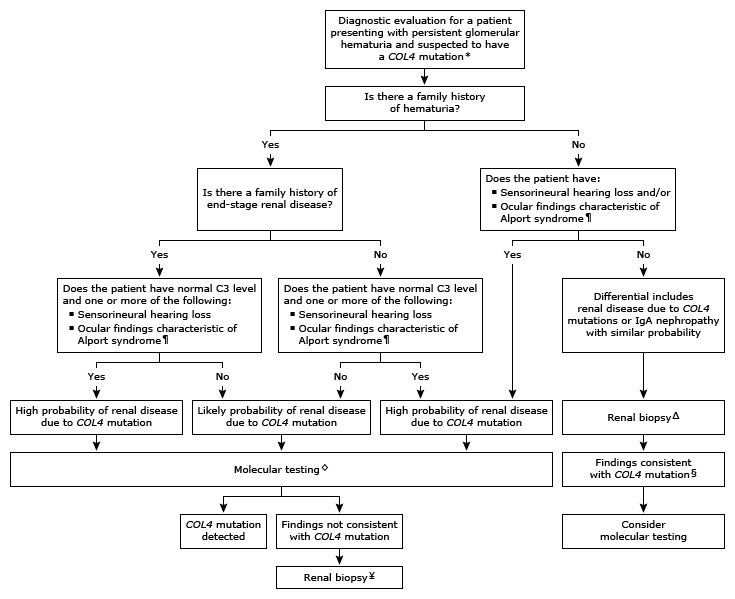 Diagnostic evaluation for a patient
presenting with persistent glomerular
hematuria and suspected to have
a COL4 mutation*
Is there a family history
of hematuria?
Yes
No
Is there a family history of
end-stage renal disease?
Does the patient have:
▪ Sensorineural hearing loss and/or
▪ Ocular findings characteristic of
Alport syndrome¶
Yes
No
Yes
No
Does the patient have normal C3 level
and one or more of the following:
▪ Sensorineural hearing loss
▪ Ocular findings characteristic of
Alport syndrome¶
Does the patient have normal C3 level
and one or more of the following:
▪ Sensorineural hearing loss
▪ Ocular findings characteristic of
Alport syndrome¶
Differential includes
renal disease due to COL4
mutations or IgA nephropathy
with similar probability
Yes
No
No
Yes
High probability of renal disease
due to COL4 mutation
Likely probability of renal disease
due to COL4 mutation
High probability of renal disease
due to COL4 mutation
Renal biopsyΔ
Molecular testing◇
Findings consistent
with COL4 mutation§
COL4 mutation
detected
Findings not consistent
with COL4 mutation
Consider
molecular testing
Renal biopsy¥